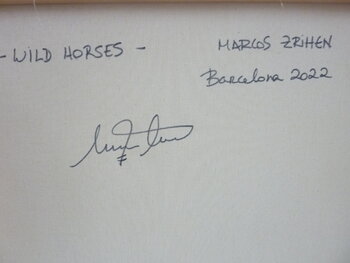 - WILD HORSES -
MARCOS ZRIHEN
Barcelona 2022